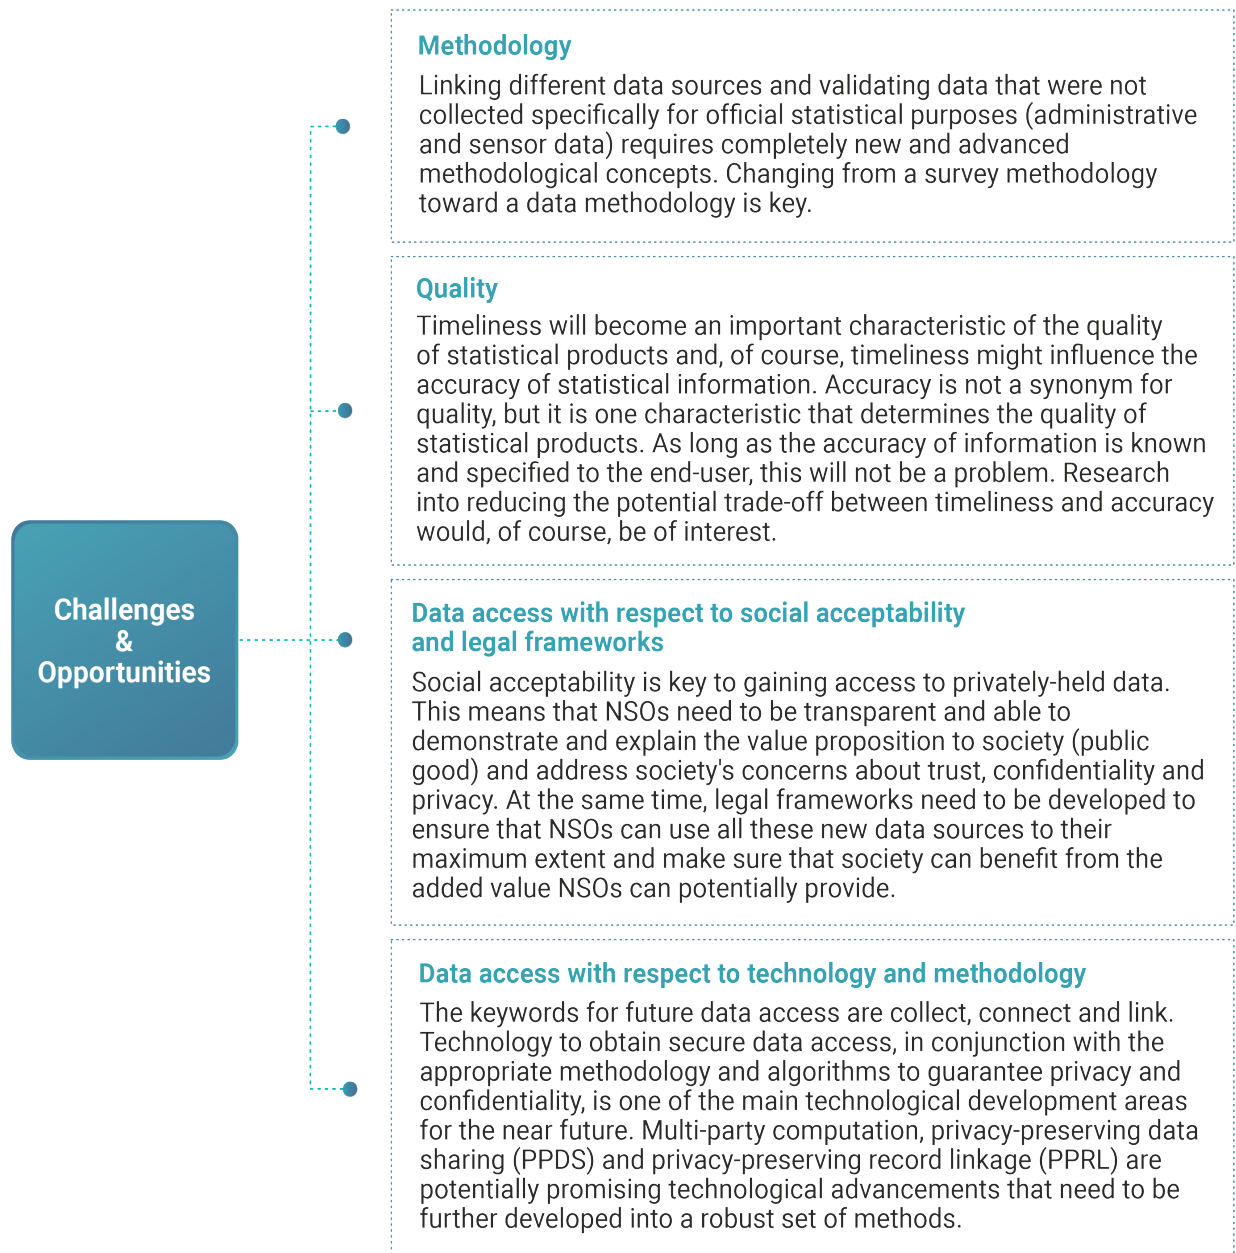 Methodology
Linking different data sources and validating data that were not
collected specifically for official statistical purposes (administrative
and sensor data) requires completely new and advanced
methodological concepts. Changing from a survey methodology
toward a data methodology is key.
Quality
Timeliness will become an important characteristic of the quality
of statistical products and, of course, timeliness might influence the
accuracy of statistical information. Accuracy is not a synonym for
quality, but it is one characteristic that determines the quality of
statistical products. As long as the accuracy of information is known
and specified to the end-user, this will not be a problem. Research
into reducing the potential trade-off between timeliness and accuracy
would, of course, be of interest.
Challenges
&
Opportunities
Data access with respect to social acceptability
and legal frameworks
Social acceptability is key to gaining access to privately-held data.
This means that NSOs need to be transparent and able to
demonstrate and explain the value proposition to society (public
good) and address society's concerns about trust, confidentiality and
privacy. At the same time, legal frameworks need to be developed to
ensure that NSOs can use all these new data sources to their
maximum extent and make sure that society can benefit from the
added value NSOs can potentially provide.
Data access with respect to technology and methodology
The keywords for future data access are collect, connect and link.
Technology to obtain secure data access, in conjunction with the
appropriate methodology and algorithms to guarantee privacy and
confidentiality, is one of the main technological development areas
for the near future. Multi-party computation, privacy-preserving data
sharing (PPDS) and privacy-preserving record linkage (PPRL) are
potentially promising technological advancements that need to be
further developed into a robust set of methods.